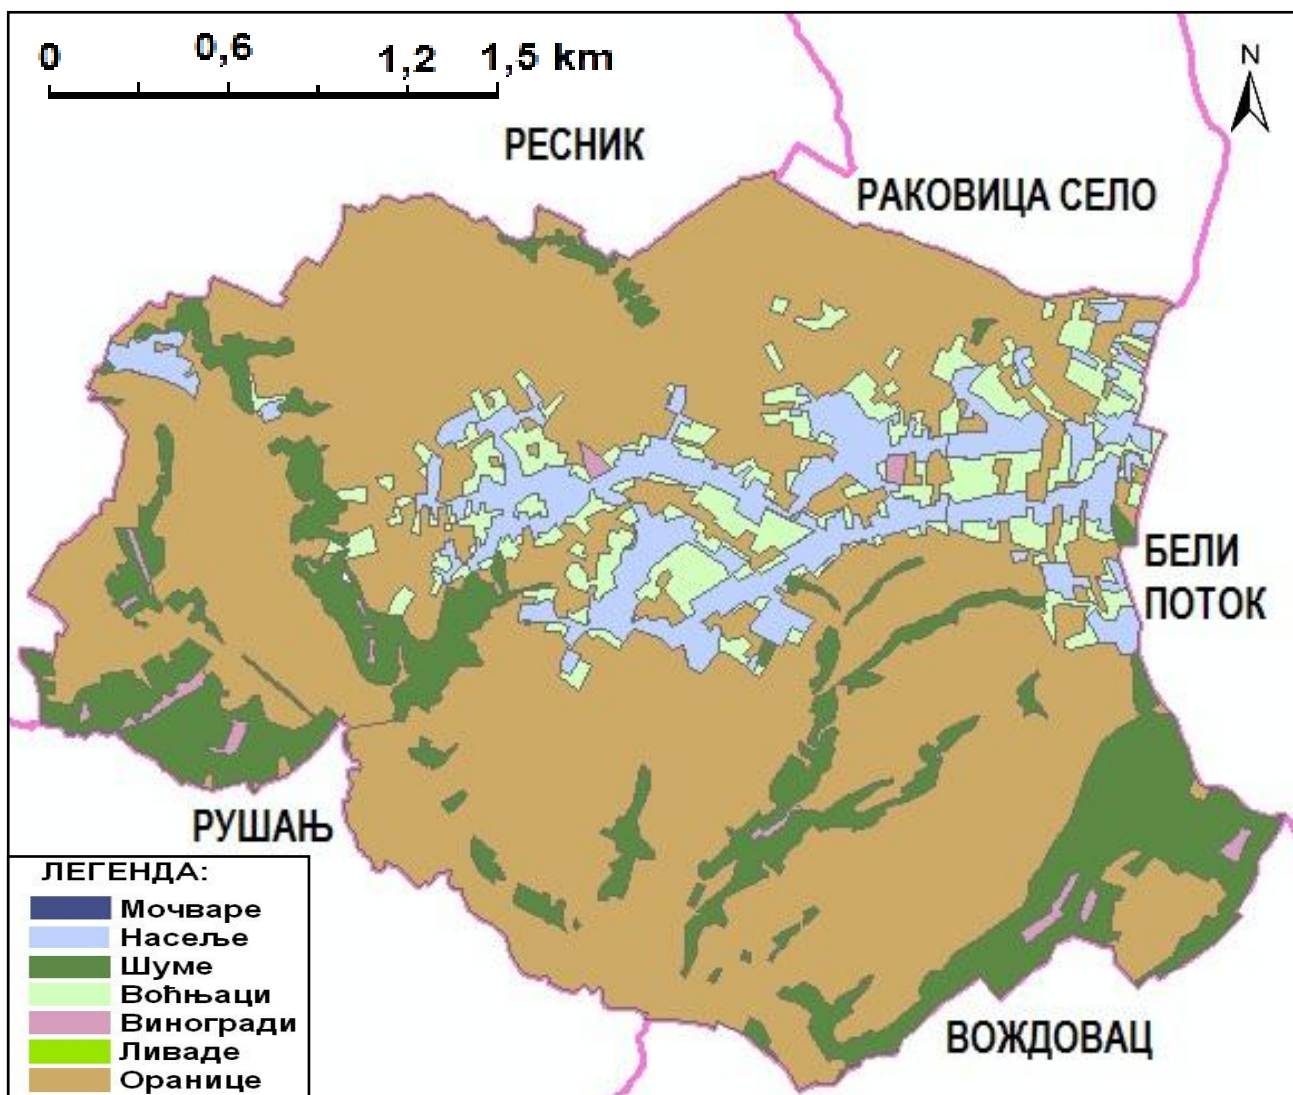 0 0,6 1,2 1,5 km
N
РЕСНИК
РАКОВИЦА СЕЛО
БЕЛИ
ПОТОК
РУШАЊ
ВОЖДОВАЦ
ЛЕГЕНДА:
Мочваре
Насеље
Шуме
Воћњаци
Виногради
Ливаде
Оранице